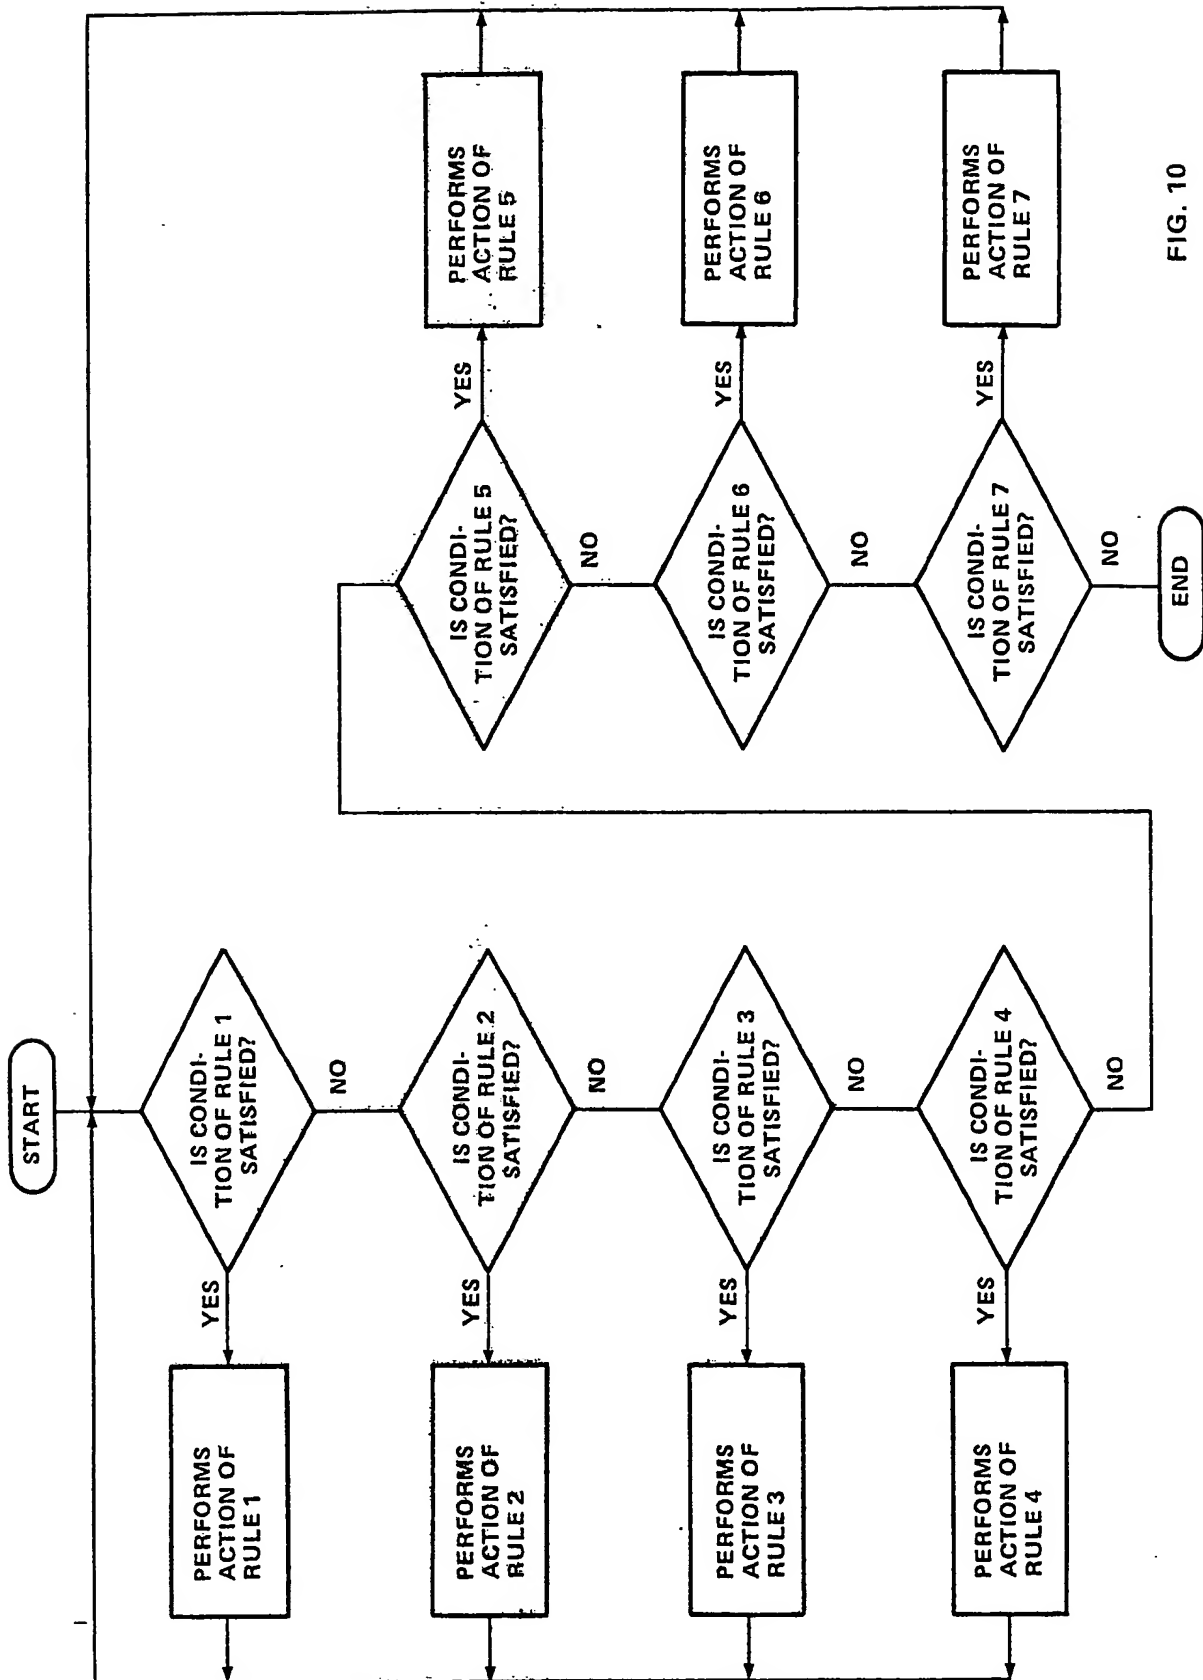 START
IS CONDI-
TION OF RULE 1
SATISFIED?
YES
NO
PERFORMS
ACTION OF
RULE 1
IS CONDI-
TION OF RULE 2
SATISFIED?
YES
NO
PERFORMS
ACTION OF
RULE 2
IS CONDI-
TION OF RULE 3
SATISFIED?
YES
NO
PERFORMS
ACTION OF
RULE 3
IS CONDI-
TION OF RULE 4
SATISFIED?
YES
NO
PERFORMS
ACTION OF
RULE 4
IS CONDI-
TION OF RULE 5
SATISFIED?
YES
NO
PERFORMS
ACTION OF
RULE 5
IS CONDI-
TION OF RULE 6
SATISFIED?
YES
NO
PERFORMS
ACTION OF
RULE 6
IS CONDI-
TION OF RULE 7
SATISFIED?
YES
NO
PERFORMS
ACTION OF
RULE 7
END
FIG. 10